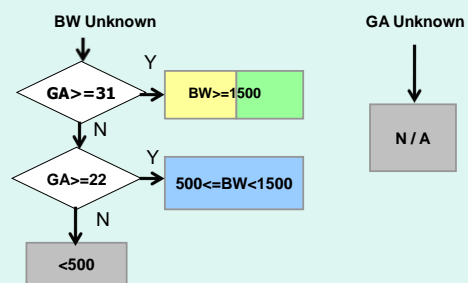 BW Unknown
GA Unknown
Y
GA>=31
BW>=1500
N
N / A
Y
GA>=22
500<=BW<1500
N
<500